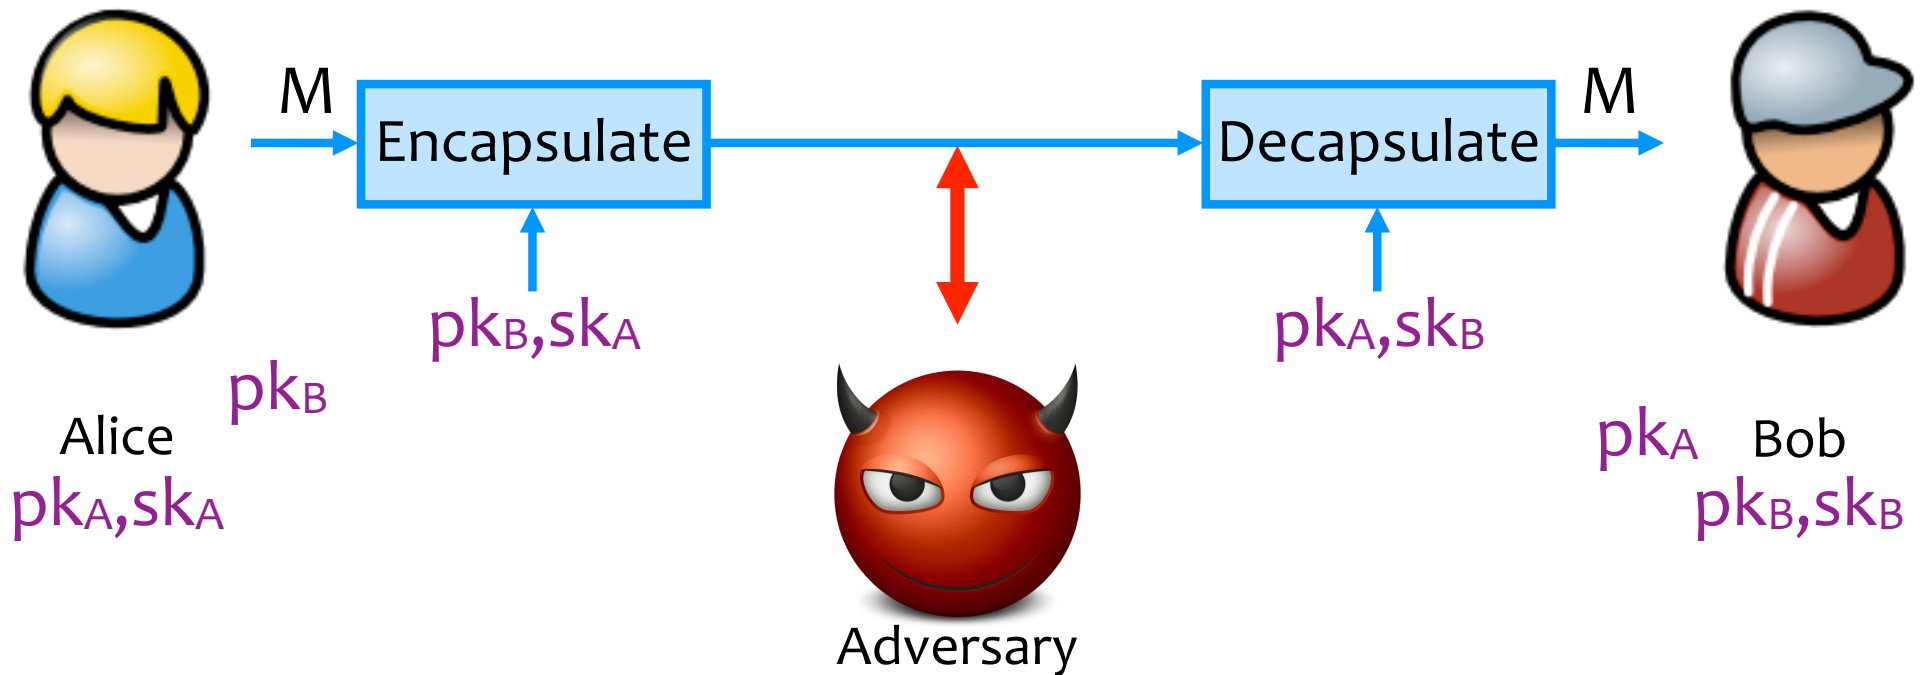 M
Encapsulate
Decapsulate
M
pkB,skA
pkA,skB
pkB
Alice
pkA,skA
pkA
Bob
pkB,skB
Adversary